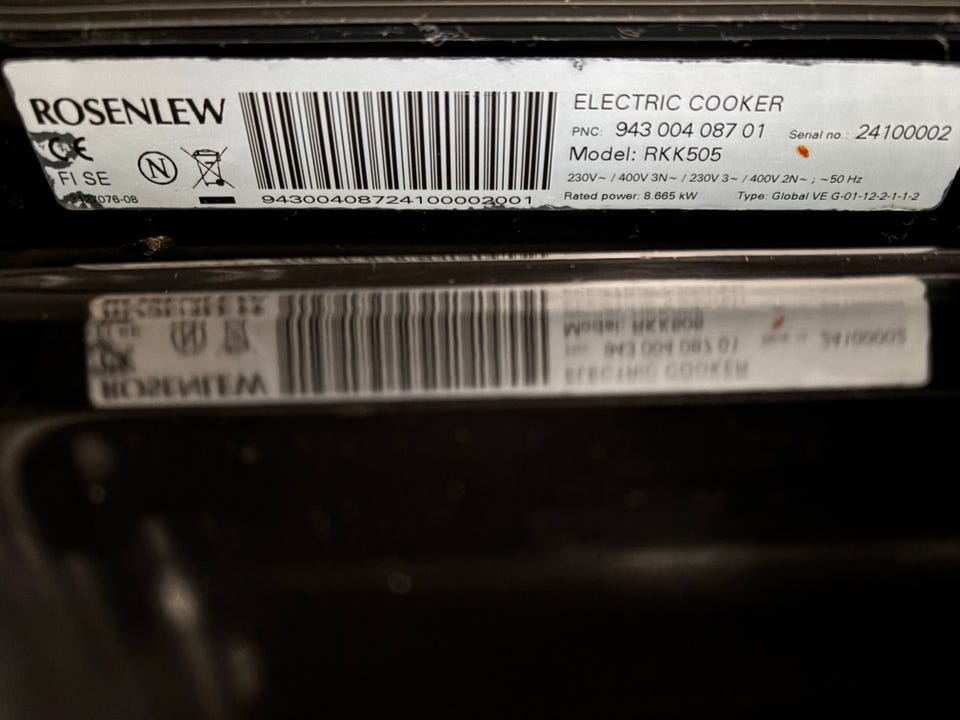 ROSENLEW
CE
N
FI SE
94300408724100002001
ELECTRIC COOKER
PNC: 943 004 087 01 Serial no.: 24100002
Model: RKK505
230V~ / 400V 3N~ / 230V 3~ / 400V 2N~ ; ~50 Hz
Rated power: 8.665 kW Type: Global VE G-01-12-2-1-1-2